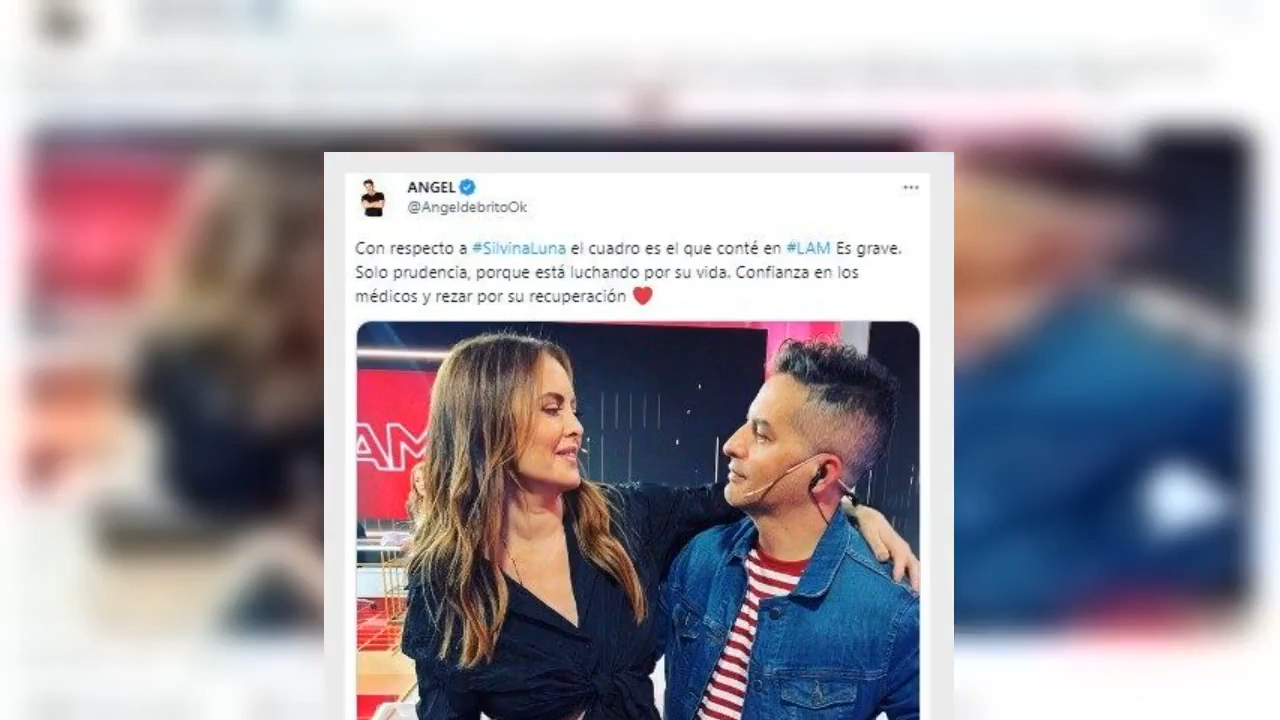 ANGEL
@AngeldebritoOk
Con respecto a #SilvinaLuna el cuadro es el que conté en #LAM Es grave.
Solo prudencia, porque está luchando por su vida. Confianza en los
médicos y rezar por su recuperación ❤️
AM